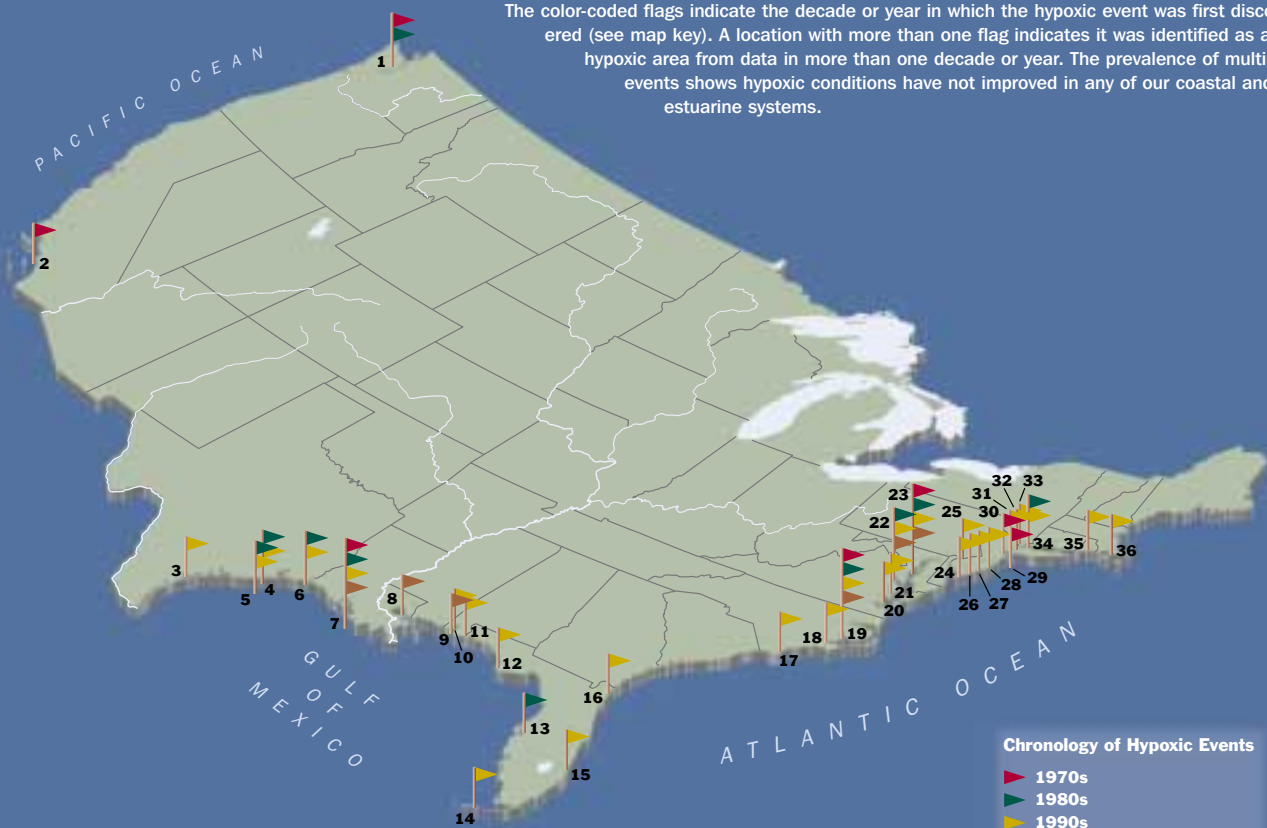 The color-coded flags indicate the decade or year in which the hypoxic event was first disco
ered (see map key). A location with more than one flag indicates it was identified as a
hypoxic area from data in more than one decade or year. The prevalence of multi
events shows hypoxic conditions have not improved in any of our coastal and
estuarine systems.
PACIFIC OCEAN
1
2
3
5
4
6
7
8
9
10
11
12
13
14
15
16
17
18
19
20
21
22
23
24
25
26
27
28
29
30
31
32
33
34
35
36
GULF
OF
MEXICO
ATLANTIC OCEAN
Chronology of Hypoxic Events
1970s
1980s
1990s